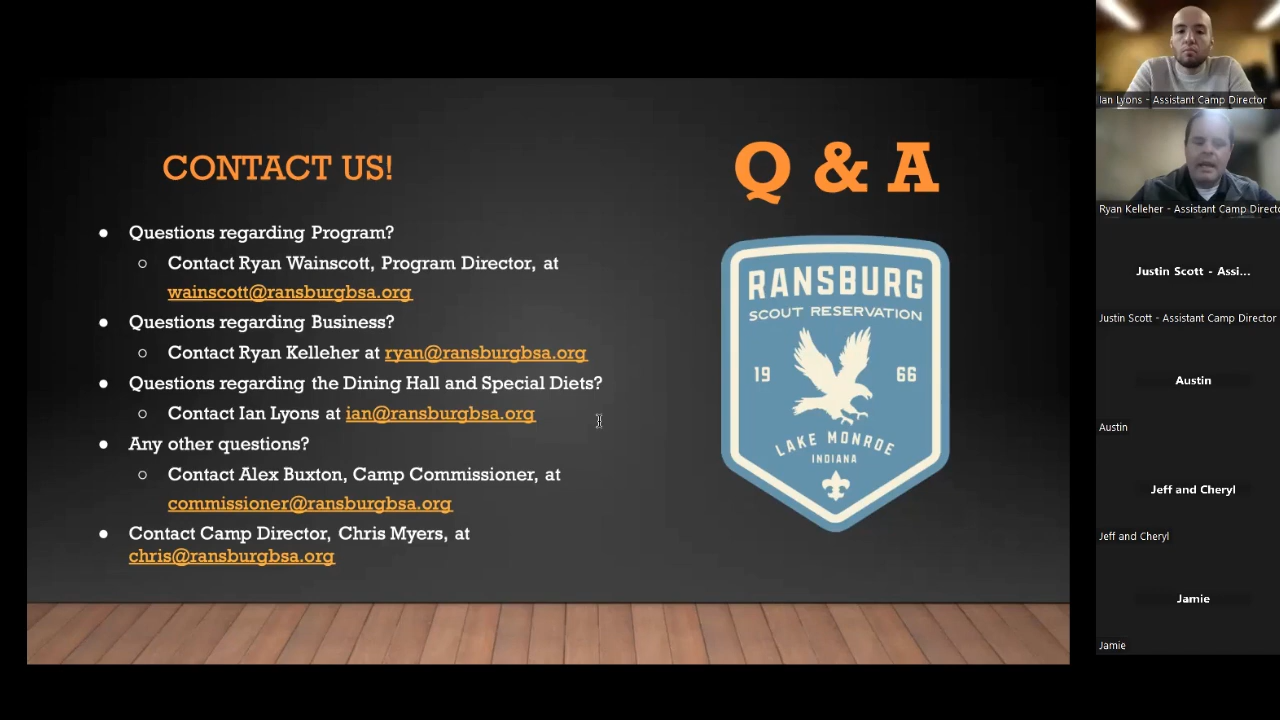 CONTACT US!
● Questions regarding Program?
○ Contact Ryan Wainscott, Program Director, at
wainscott@ransburgbsa.org
● Questions regarding Business?
○ Contact Ryan Kelleher at ryan@ransburgbsa.org
● Questions regarding the Dining Hall and Special Diets?
○ Contact Ian Lyons at ian@ransburgbsa.org
● Any other questions?
○ Contact Alex Buxton, Camp Commissioner, at
commissioner@ransburgbsa.org
● Contact Camp Director, Chris Myers, at
chris@ransburgbsa.org
Q & A
RANSBURG
SCOUT RESERVATION
19 66
LAKE MONROE
INDIANA
Ian Lyons - Assistant Camp Director
Ryan Kelleher - Assistant Camp Directo
Justin Scott - Assi...
Justin Scott - Assistant Camp Director
Austin
Austin
Jeff and Cheryl
Jeff and Cheryl
Jamie
Jamie